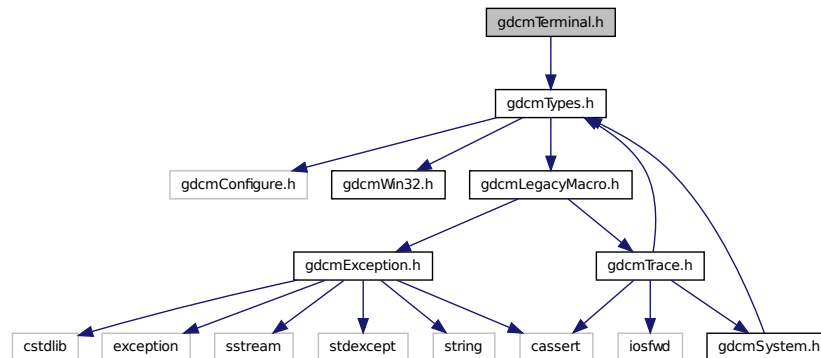 gdcmTerminal.h
gdcmTypes.h
gdcmConfigure.h
gdcmWin32.h
gdcmLegacyMacro.h
gdcmException.h
gdcmTrace.h
cstdlib
exception
sstream
stdexcept
string
cassert
iosfwd
gdcmSystem.h